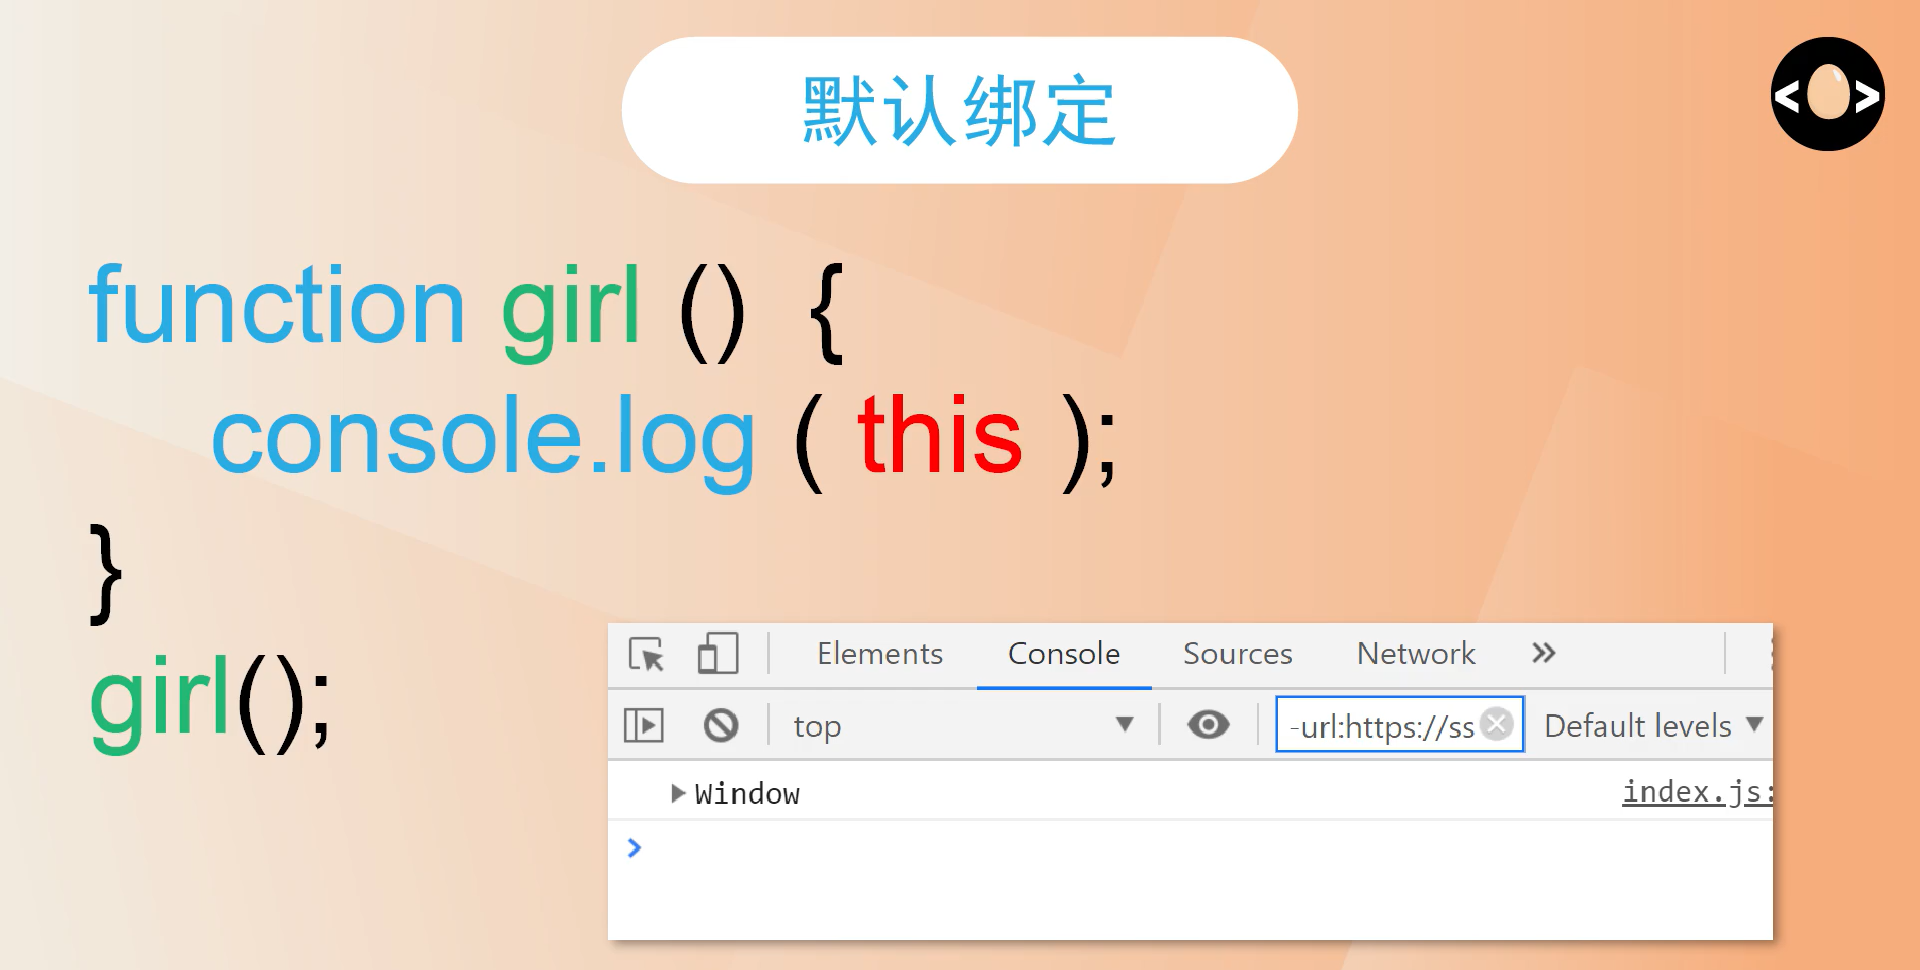 默认绑定
< >
function girl () {
console.log ( this );
}
girl();
Elements Console Sources Network »
top -url:https://ss Default levels
Window index.js:
>